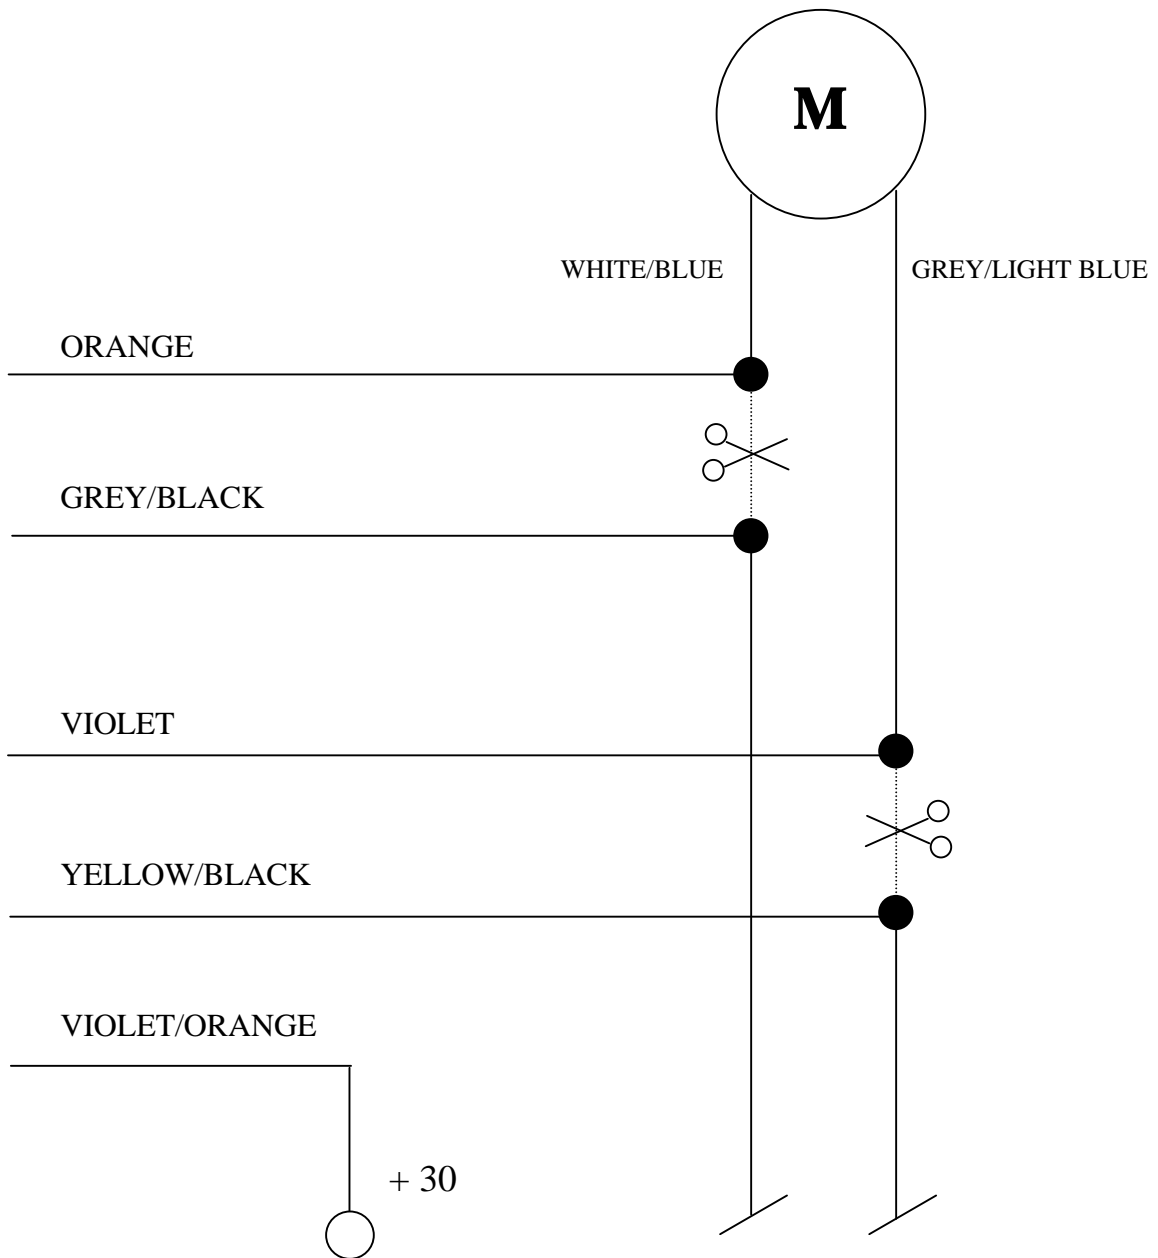 M
WHITE/BLUE
GREY/LIGHT BLUE
ORANGE
GREY/BLACK
VIOLET
YELLOW/BLACK
VIOLET/ORANGE
+ 30